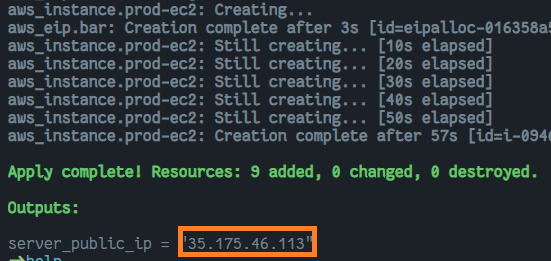 aws_instance.prod-ec2: Creating...
aws_eip.bar: Creation complete after 3s [id=eipalloc-016358a5
aws_instance.prod-ec2: Still creating... [10s elapsed]
aws_instance.prod-ec2: Still creating... [20s elapsed]
aws_instance.prod-ec2: Still creating... [30s elapsed]
aws_instance.prod-ec2: Still creating... [40s elapsed]
aws_instance.prod-ec2: Still creating... [50s elapsed]
aws_instance.prod-ec2: Creation complete after 57s [id=i-094
Apply complete! Resources: 9 added, 0 changed, 0 destroyed.
Outputs:
server_public_ip = "35.175.46.113"